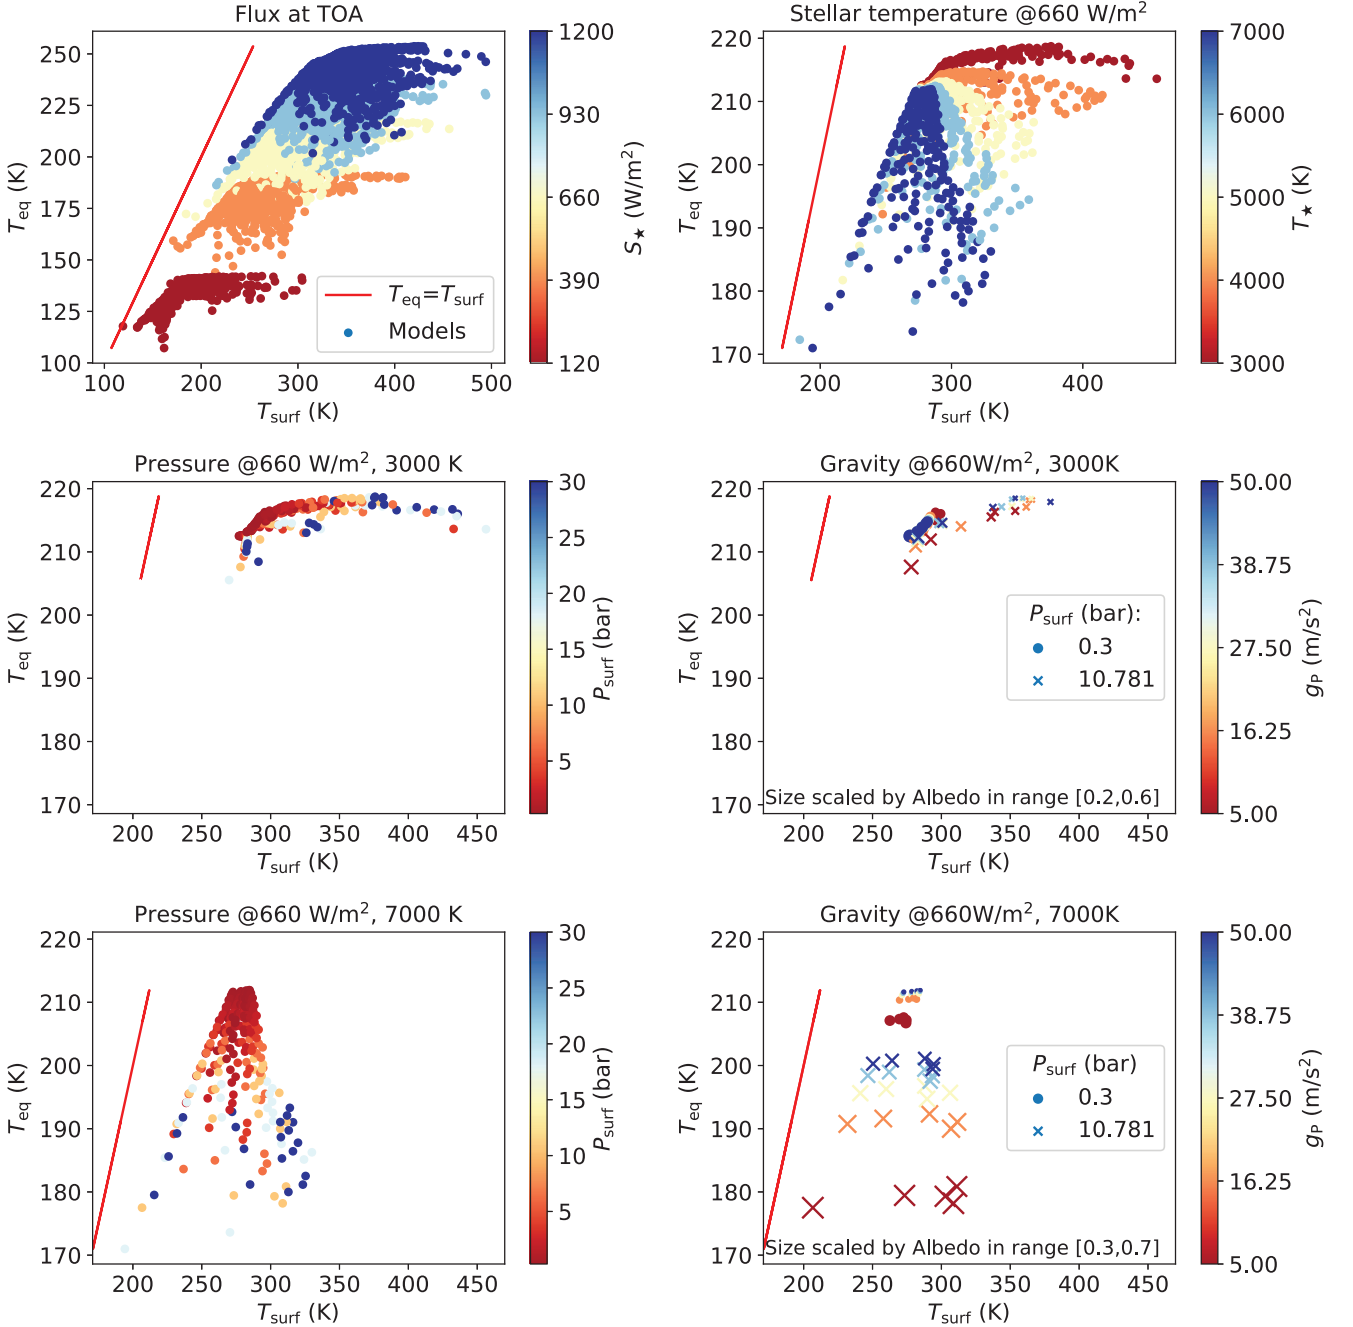 Flux at TOA
250
225
200
175
150
125
100
T_eq (K)
100 200 300 400 500
T_surf (K)
T_eq=T_surf
Models
1200
930
660
390
120
S★ (W/m²)
Stellar temperature @660 W/m²
220
210
200
190
180
170
T_eq (K)
200 300 400
T_surf (K)
7000
6000
5000
4000
3000
T★ (K)
Pressure @660 W/m², 3000 K
220
210
200
190
180
170
T_eq (K)
200 250 300 350 400 450
T_surf (K)
30
25
20
15
10
5
P_surf (bar)
Gravity @660W/m², 3000K
220
210
200
190
180
170
T_eq (K)
P_surf (bar):
0.3
10.781
Size scaled by Albedo in range [0.2,0.6]
200 250 300 350 400 450
T_surf (K)
50.00
38.75
27.50
16.25
5.00
g_P (m/s²)
Pressure @660 W/m², 7000 K
220
210
200
190
180
170
T_eq (K)
200 250 300 350 400 450
T_surf (K)
30
25
20
15
10
5
P_surf (bar)
Gravity @660W/m², 7000K
220
210
200
190
180
170
T_eq (K)
P_surf (bar)
0.3
10.781
Size scaled by Albedo in range [0.3,0.7]
200 250 300 350 400 450
T_surf (K)
50.00
38.75
27.50
16.25
5.00
g_P (m/s²)